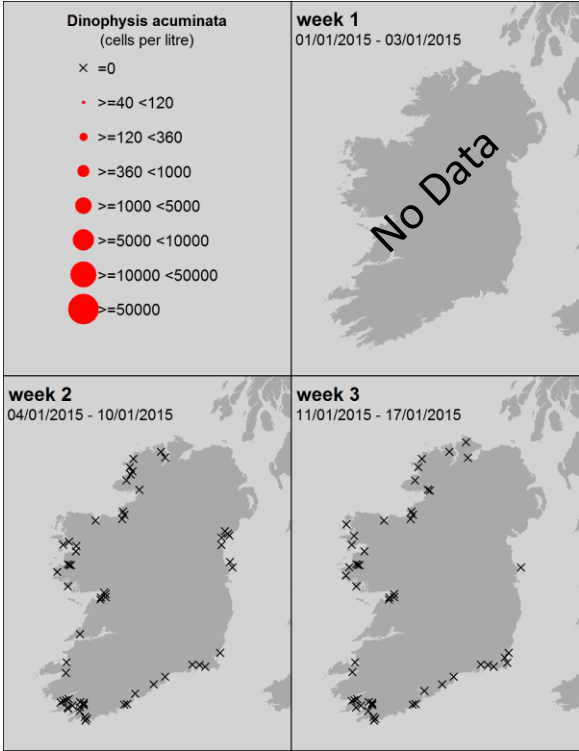 Dinophysis acuminata
(cells per litre)
=0
>=40 <120
>=120 <360
>=360 <1000
>=1000 <5000
>=5000 <10000
>=10000 <50000
>=50000
week 1
01/01/2015 - 03/01/2015
No Data
week 2
04/01/2015 - 10/01/2015
week 3
11/01/2015 - 17/01/2015